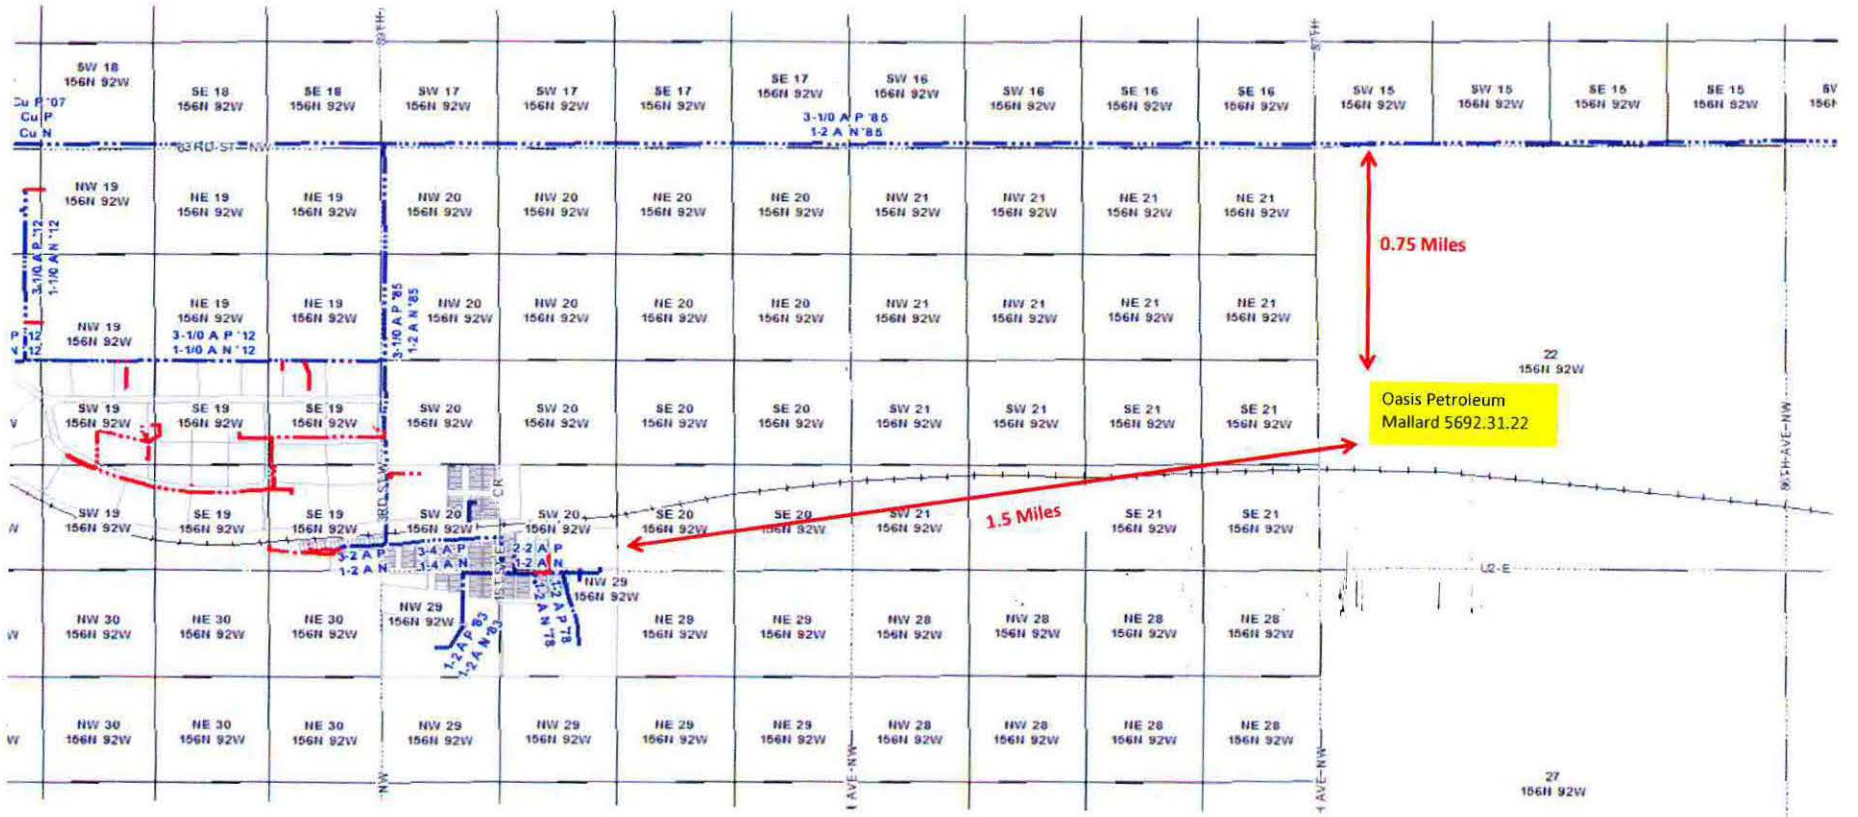 89TH
87TH
SW 18
156N 92W
SE 18
156N 92W
SE 18
156N 92W
SW 17
156N 92W
SW 17
156N 92W
SE 17
156N 92W
SE 17
156N 92W
SW 16
156N 92W
SW 16
156N 92W
SE 16
156N 92W
SE 16
156N 92W
SW 15
156N 92W
SW 15
156N 92W
SE 15
156N 92W
SE 15
156N 92W
Cu P '07
Cu P
Cu N
3-1/0 A P '85
1-2 A N '85
83RD-ST-NW
NW 19
156N 92W
NE 19
156N 92W
NE 19
156N 92W
NW 20
156N 92W
NW 20
156N 92W
NE 20
156N 92W
NE 20
156N 92W
NW 21
156N 92W
NW 21
156N 92W
NE 21
156N 92W
NE 21
156N 92W
0.75 Miles
3-1/0 A P '12
1-1/0 A N '12
3-1/0 A P '85
1-2 A N '85
NW 19
156N 92W
NE 19
156N 92W
NE 19
156N 92W
NW 20
156N 92W
NW 20
156N 92W
NE 20
156N 92W
NE 20
156N 92W
NW 21
156N 92W
NW 21
156N 92W
NE 21
156N 92W
NE 21
156N 92W
3-1/0 A P '12
1-1/0 A N '12
22
156N 92W
Oasis Petroleum
Mallard 5692.31.22
SW 19
156N 92W
SE 19
156N 92W
SE 19
156N 92W
SW 20
156N 92W
SW 20
156N 92W
SE 20
156N 92W
SE 20
156N 92W
SW 21
156N 92W
SW 21
156N 92W
SE 21
156N 92W
SE 21
156N 92W
86TH-AVE-NW
SW 19
156N 92W
SE 19
156N 92W
SE 19
156N 92W
SW 20
156N 92W
SW 20
156N 92W
SE 20
156N 92W
SE 20
156N 92W
SW 21
156N 92W
1.5 Miles
SE 21
156N 92W
SE 21
156N 92W
3-2 A P
1-2 A N
3-4 A P
1-4 A N
2-2 A P
1-2 A N
U2-E
NW 30
156N 92W
NE 30
156N 92W
NE 30
156N 92W
NW 29
156N 92W
NW 29
156N 92W
NE 29
156N 92W
NE 29
156N 92W
NW 28
156N 92W
NW 28
156N 92W
NE 28
156N 92W
NE 28
156N 92W
1-2 A P '83
1-2 A N '83
1-2 A P '78
1-2 A N '78
NW 30
156N 92W
NE 30
156N 92W
NE 30
156N 92W
NW 29
156N 92W
NW 29
156N 92W
NE 29
156N 92W
NE 29
156N 92W
NW 28
156N 92W
NW 28
156N 92W
NE 28
156N 92W
NE 28
156N 92W
27
156N 92W
NW
AVE-NW
AVE-NW